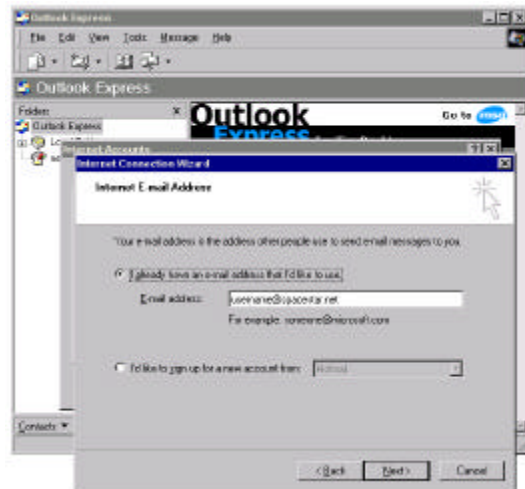 Outlook Express
File Edit View Tools Message Help
Outlook Express
Folders x
Outlook Express
Outlook
Express
Go to msn
Internet Accounts
Internet Connection Wizard
Internet E-mail Address
Your e-mail address is the address other people use to send e-mail messages to you.
I already have an e-mail address that I'd like to use.
E-mail address: username@spacestar.net
For example: someone@microsoft.com
I'd like to sign up for a new account from: Hotmail
Contacts
< Back Next > Cancel